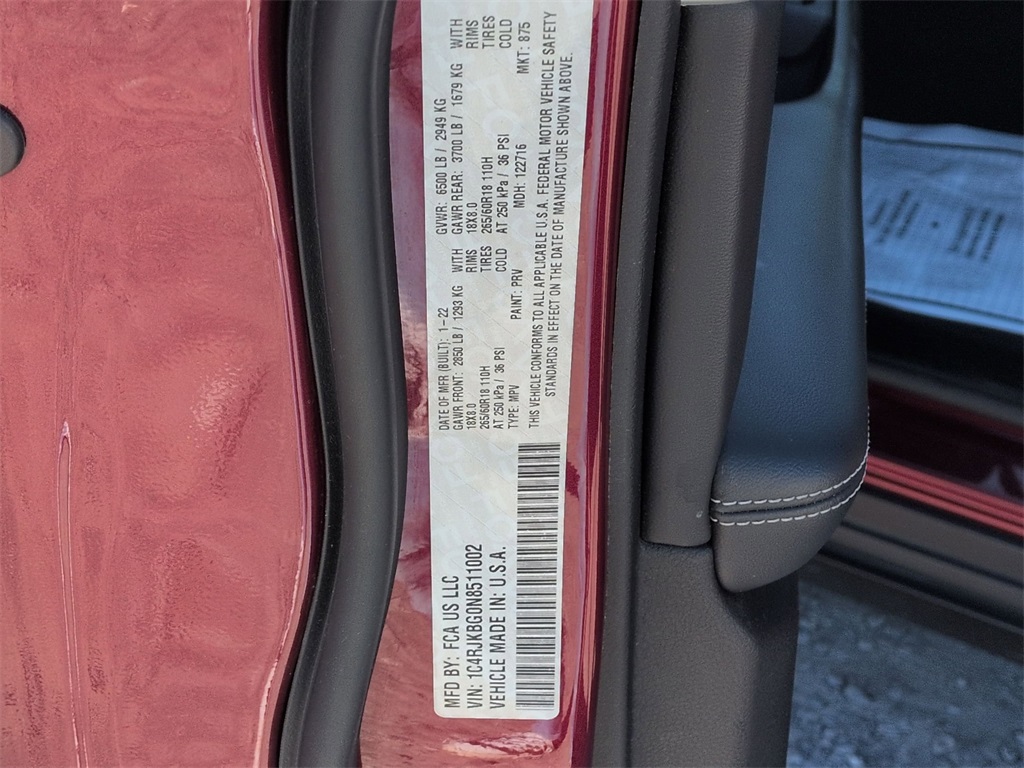 MFD BY: FCA US LLC
VIN: 1C4RJKBG0N8511002
VEHICLE MADE IN: U.S.A.
DATE OF MFR (BUILT): 1-22 GVWR: 6500 LB / 2949 KG
GAWR FRONT: 2850 LB / 1293 KG WITH GAWR REAR: 3700 LB / 1679 KG WITH
18X8.0 RIMS 18X8.0 RIMS
265/60R18 110H TIRES 265/60R18 110H TIRES
AT 250 kPa / 36 PSI COLD AT 250 kPa / 36 PSI COLD
TYPE: MPV PAINT: PRV MDH: 122716 MKT: 875
THIS VEHICLE CONFORMS TO ALL APPLICABLE U.S.A. FEDERAL MOTOR VEHICLE SAFETY
STANDARDS IN EFFECT ON THE DATE OF MANUFACTURE SHOWN ABOVE.